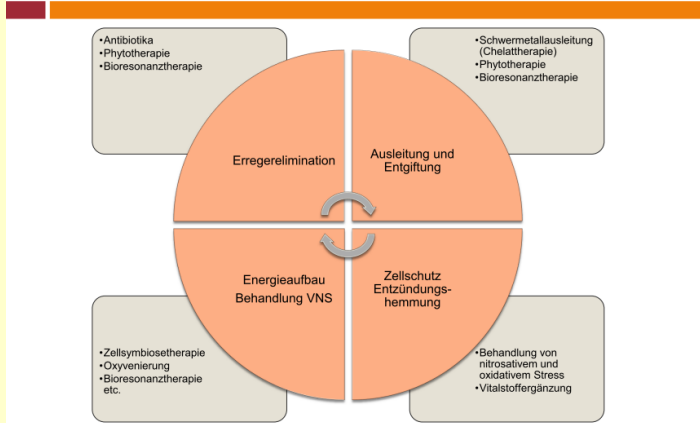 •Antibiotika
•Phytotherapie
•Bioresonanztherapie
•Schwermetallausleitung
(Chelattherapie)
•Phytotherapie
•Bioresonanztherapie
Erregerelimination
Ausleitung und
Entgiftung
Energieaufbau
Behandlung VNS
Zellschutz
Entzündungs-
hemmung
•Zellsymbiosetherapie
•Oxyvenierung
•Bioresonanztherapie
etc.
•Behandlung von
nitrosativem und
oxidativem Stress
•Vitalstoffergänzung